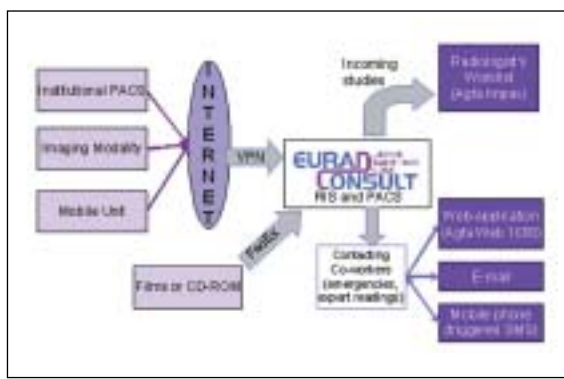 Institutional PACS
Imaging Modality
Mobile Unit
INTERNET
VPN
FedEx
Films or CD-ROM
EURAD
CONSULT
RIS and PACS
Incoming
studies
Radiologist's
Worklist
(Agfa Impax)
Contacting
Co-workers
(emergencies,
expert readings)
Web-application
(Agfa Web 1000)
E-mail
Mobile phone
(triggered SMS)